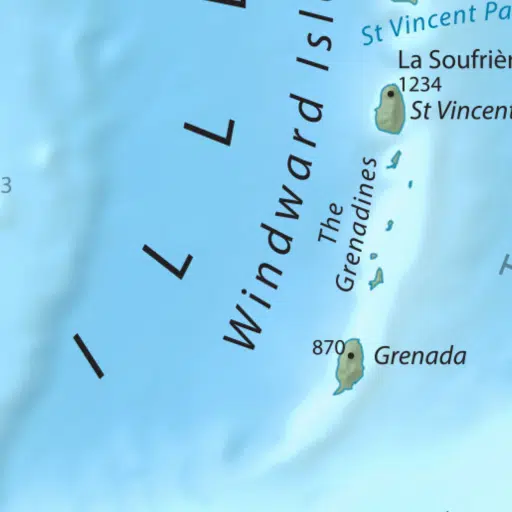 St Vincent Pa
La Soufrièr
1234
St Vincent
Windward Isl
The
Grenadines
3
870
Grenada
L
L